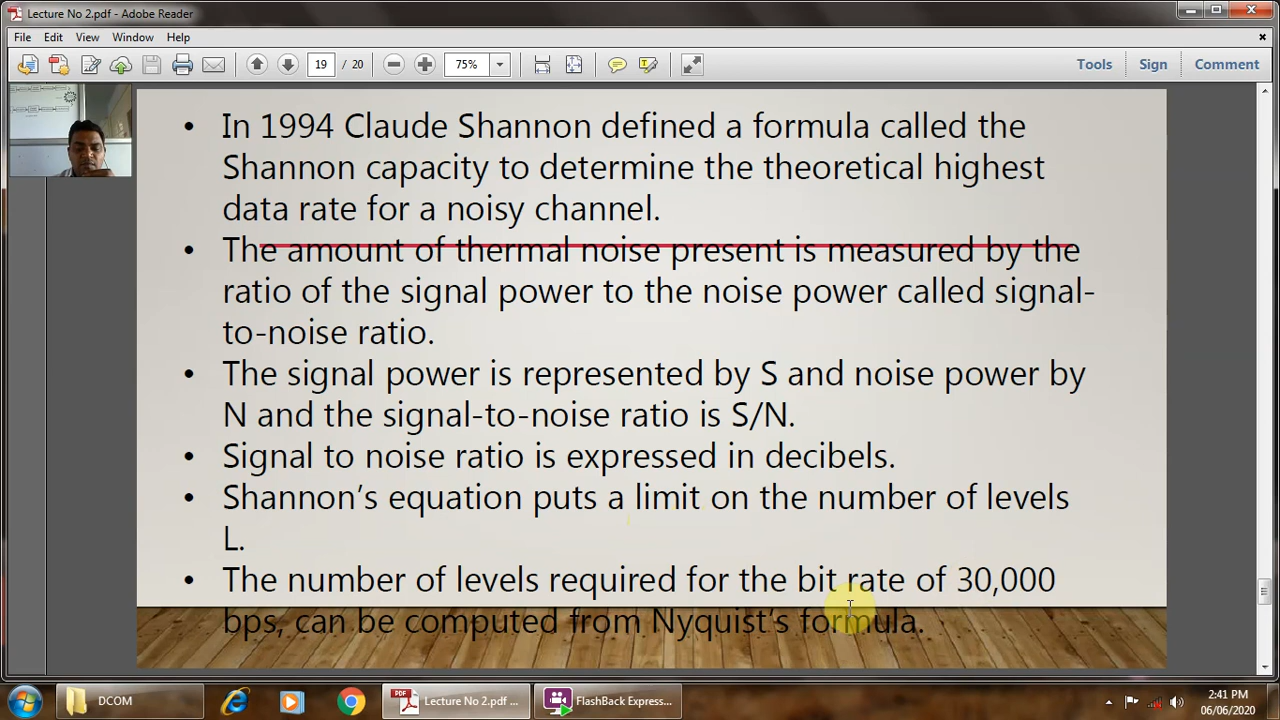 Lecture No 2.pdf - Adobe Reader
File Edit View Window Help
19 / 20 75% Tools Sign Comment
• In 1994 Claude Shannon defined a formula called the
Shannon capacity to determine the theoretical highest
data rate for a noisy channel.
• The amount of thermal noise present is measured by the
ratio of the signal power to the noise power called signal-
to-noise ratio.
• The signal power is represented by S and noise power by
N and the signal-to-noise ratio is S/N.
• Signal to noise ratio is expressed in decibels.
• Shannon’s equation puts a limit on the number of levels
L.
• The number of levels required for the bit rate of 30,000
bps, can be computed from Nyquist’s formula.
DCOM Lecture No 2.pdf ... FlashBack Express... 2:41 PM
06/06/2020